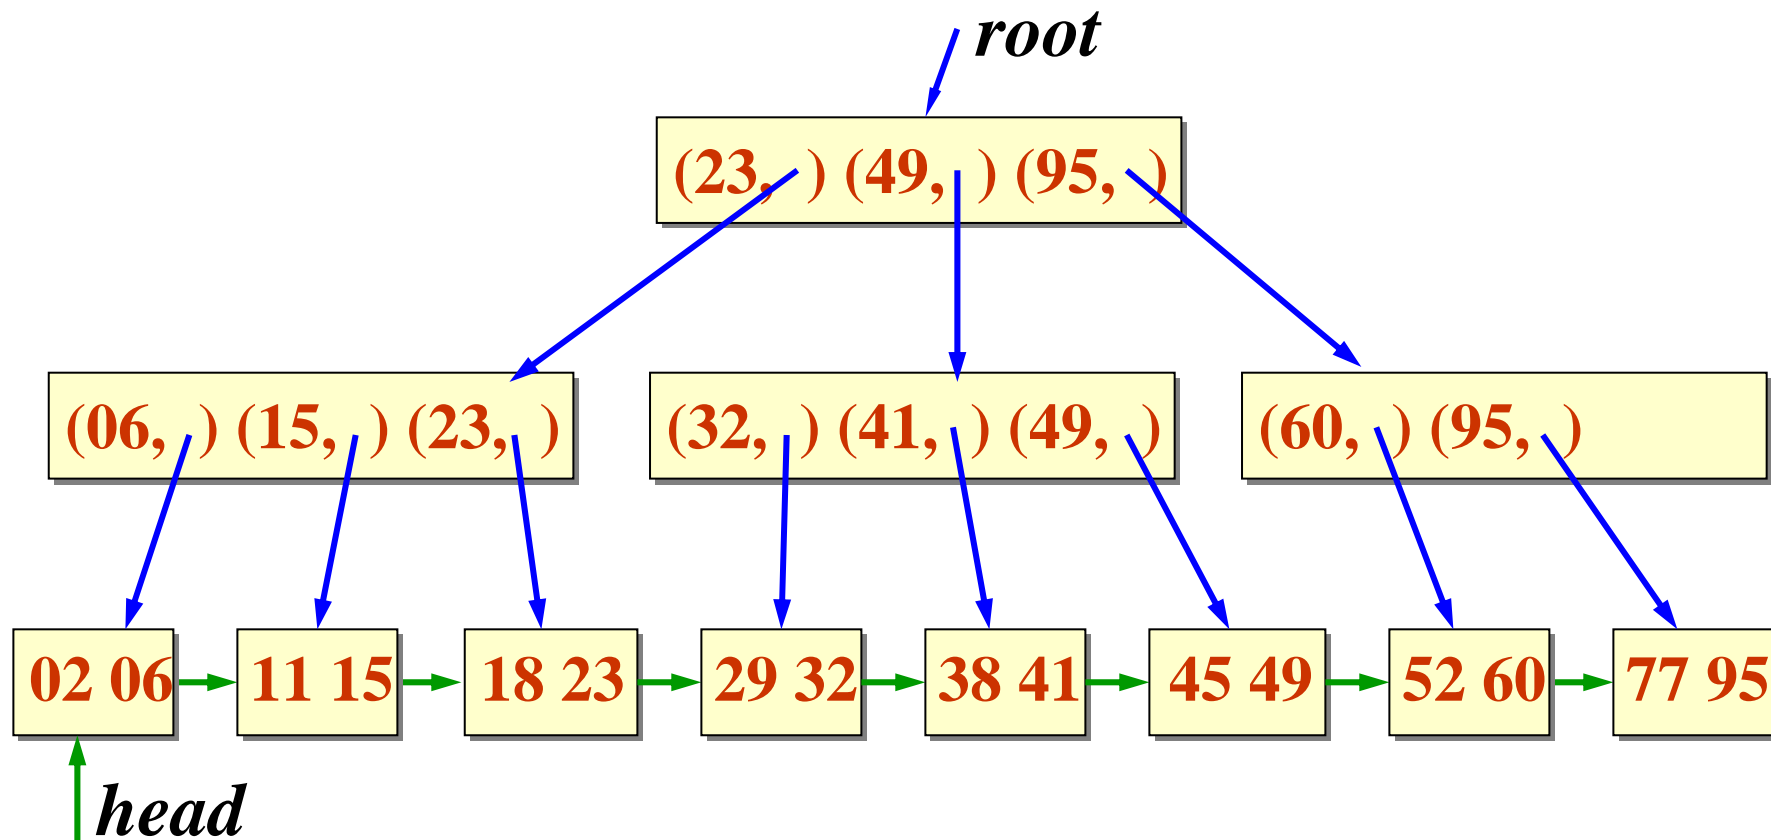 root
(23, ) (49, ) (95, )
(06, ) (15, ) (23, ) (32, ) (41, ) (49, ) (60, ) (95, )
02 06 11 15 18 23 29 32 38 41 45 49 52 60 77 95
head